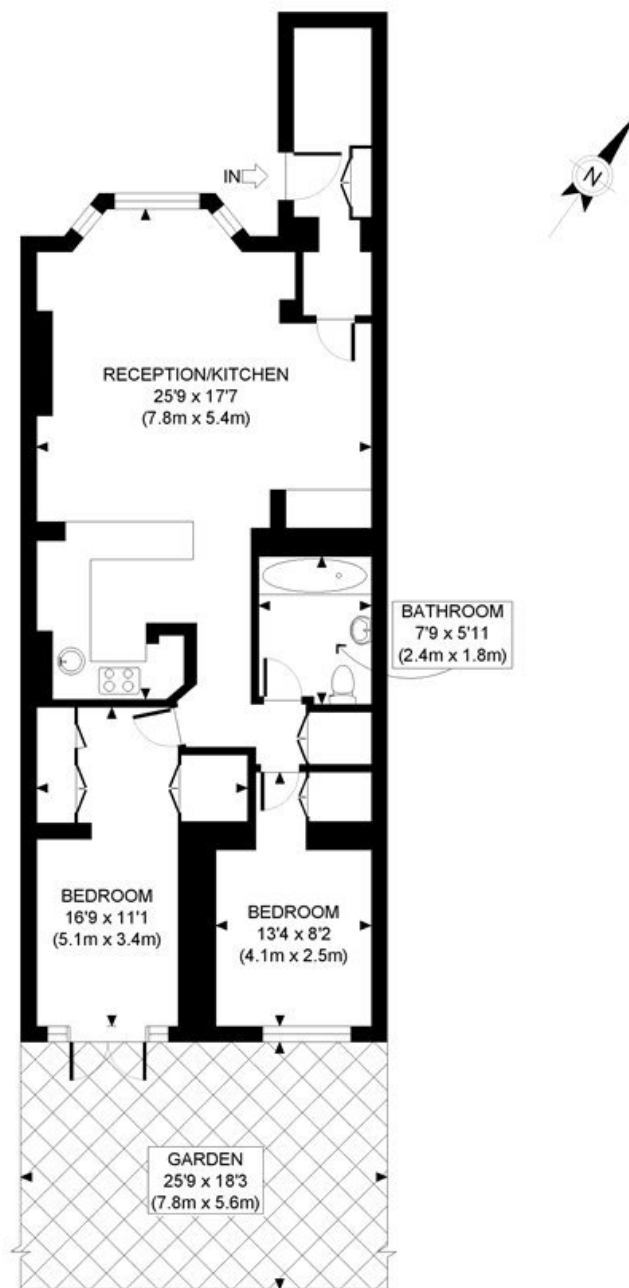 IN
N
RECEPTION/KITCHEN
25'9 x 17'7
(7.8m x 5.4m)
BATHROOM
7'9 x 5'11
(2.4m x 1.8m)
BEDROOM
16'9 x 11'1
(5.1m x 3.4m)
BEDROOM
13'4 x 8'2
(4.1m x 2.5m)
GARDEN
25'9 x 18'3
(7.8m x 5.6m)